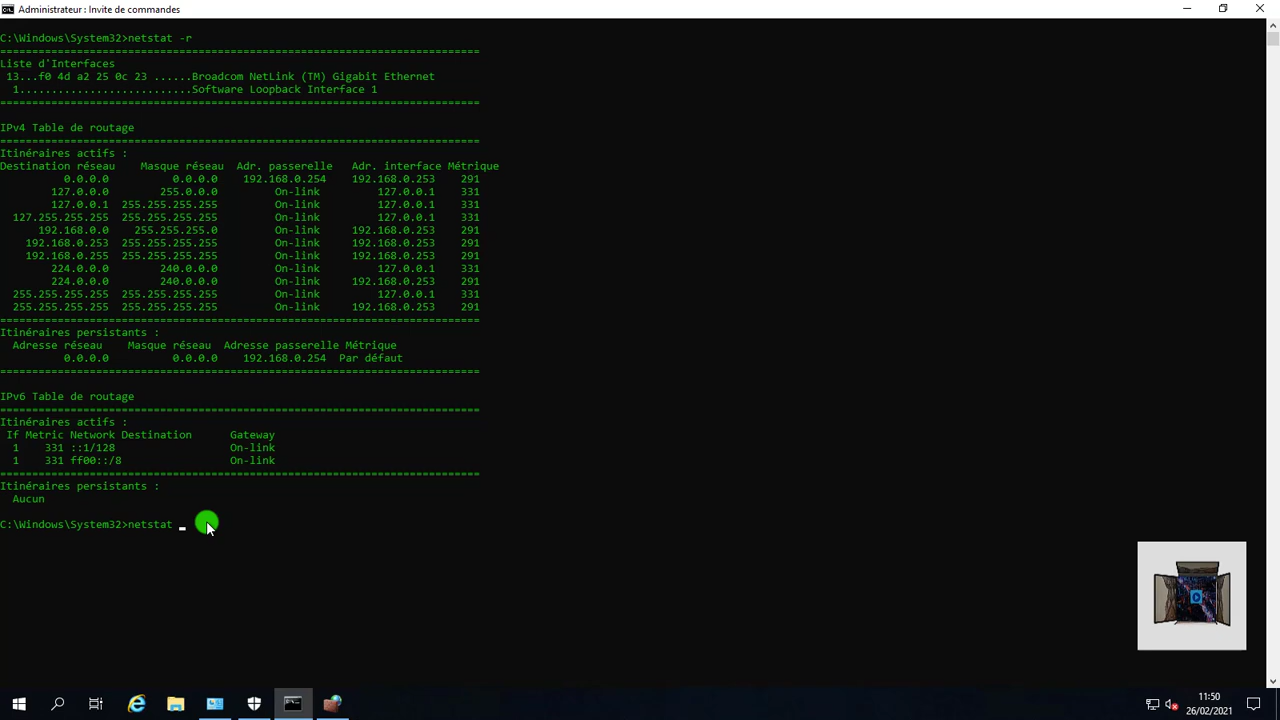 Administrateur : Invite de commandes
C:\Windows\System32>netstat -r
===========================================================================
Liste d'Interfaces
 13...f0 4d a2 25 0c 23 ......Broadcom NetLink (TM) Gigabit Ethernet
  1...........................Software Loopback Interface 1
===========================================================================
IPv4 Table de routage
===========================================================================
Itinéraires actifs :
Destination réseau    Masque réseau  Adr. passerelle   Adr. interface Métrique
          0.0.0.0          0.0.0.0    192.168.0.254    192.168.0.253    291
        127.0.0.0        255.0.0.0         On-link         127.0.0.1    331
        127.0.0.1  255.255.255.255         On-link         127.0.0.1    331
  127.255.255.255  255.255.255.255         On-link         127.0.0.1    331
      192.168.0.0    255.255.255.0         On-link     192.168.0.253    291
    192.168.0.253  255.255.255.255         On-link     192.168.0.253    291
    192.168.0.255  255.255.255.255         On-link     192.168.0.253    291
        224.0.0.0        240.0.0.0         On-link         127.0.0.1    331
        224.0.0.0        240.0.0.0         On-link     192.168.0.253    291
  255.255.255.255  255.255.255.255         On-link         127.0.0.1    331
  255.255.255.255  255.255.255.255         On-link     192.168.0.253    291
===========================================================================
Itinéraires persistants :
  Adresse réseau    Masque réseau  Adresse passerelle Métrique
          0.0.0.0          0.0.0.0    192.168.0.254  Par défaut
===========================================================================
IPv6 Table de routage
===========================================================================
Itinéraires actifs :
 If Metric Network Destination      Gateway
  1    331 ::1/128                  On-link
  1    331 ff00::/8                 On-link
===========================================================================
Itinéraires persistants :
  Aucun
C:\Windows\System32>netstat _
11:50
26/02/2021